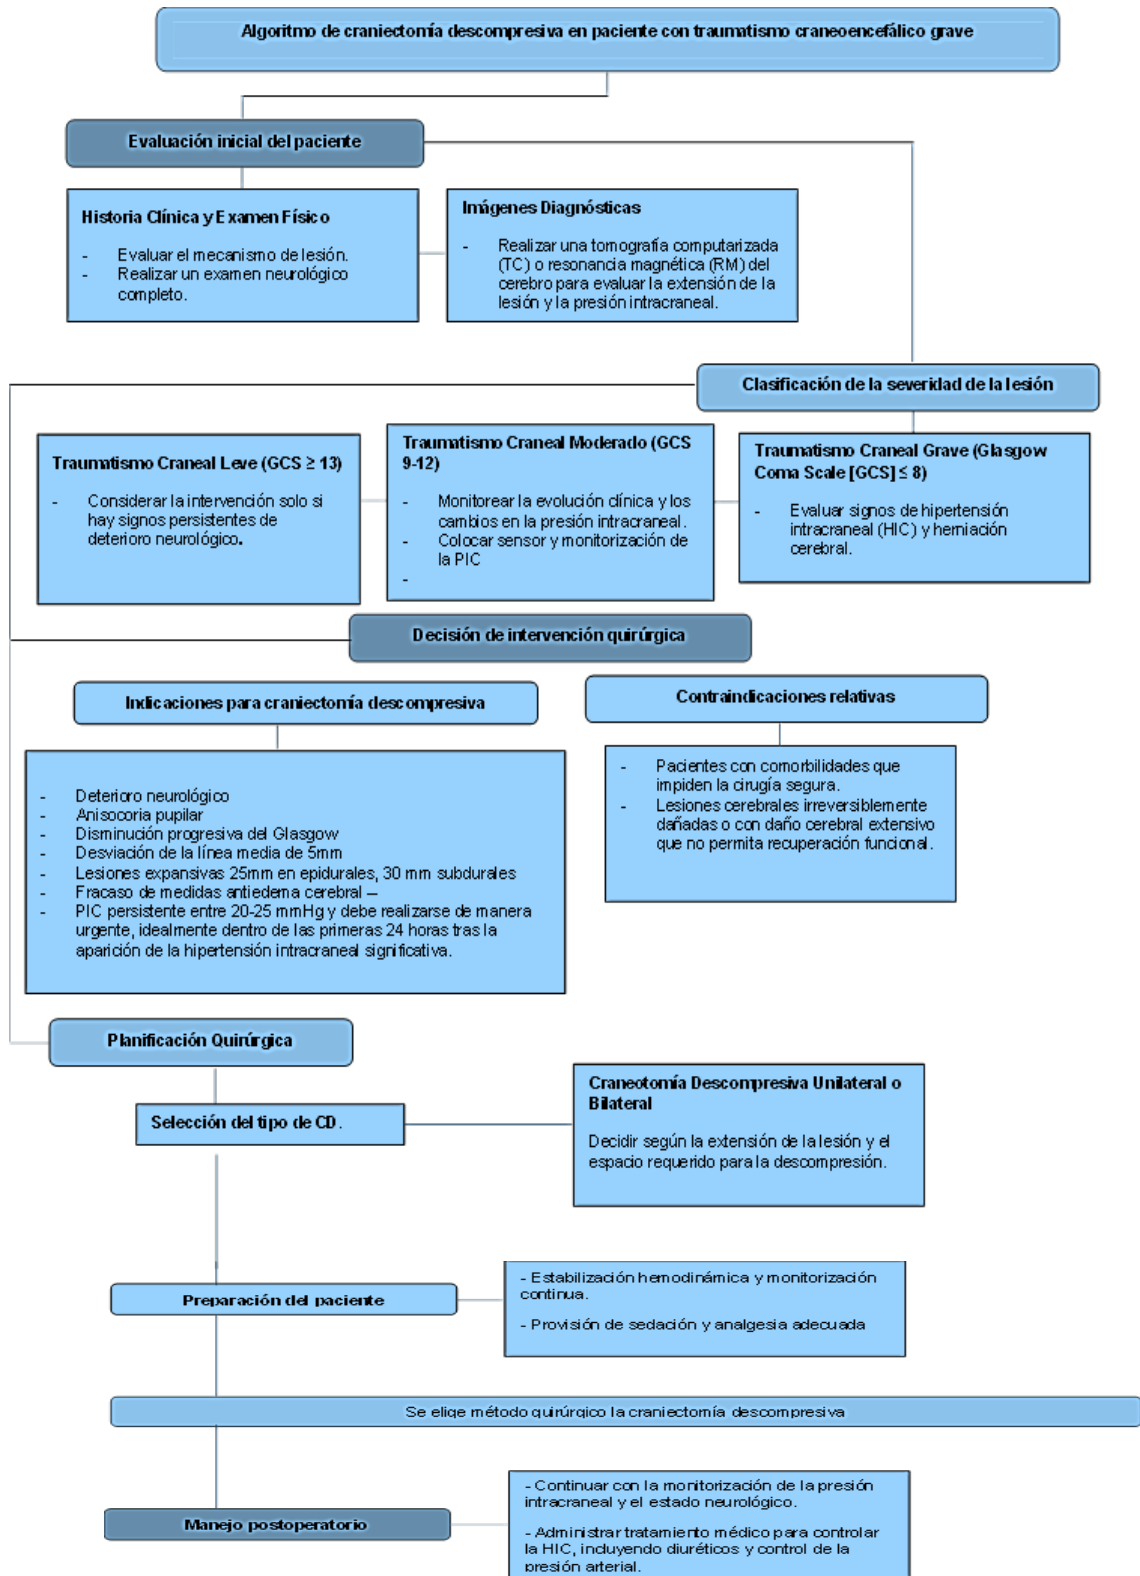 Algoritmo de craniectomía descompresiva en paciente con traumatismo craneoencefálico grave
Evaluación inicial del paciente
Historia Clínica y Examen Físico
- Evaluar el mecanismo de lesión.
- Realizar un examen neurológico
completo.
Imágenes Diagnósticas
- Realizar una tomografía computarizada
(TC) o resonancia magnética (RM) del
cerebro para evaluar la extensión de la
lesión y la presión intracraneal.
Clasificación de la severidad de la lesión
Traumatismo Craneal Leve (GCS ≥ 13)
- Considerar la intervención solo si
hay signos persistentes de
deterioro neurológico.
Traumatismo Craneal Moderado (GCS
9-12)
- Monitorear la evolución clínica y los
cambios en la presión intracraneal.
- Colocar sensor y monitorización de
la PIC
-
Traumatismo Craneal Grave (Glasgow
Coma Scale [GCS] ≤ 8)
- Evaluar signos de hipertensión
intracraneal (HIC) y herniación
cerebral.
Decisión de intervención quirúrgica
Indicaciones para craniectomía descompresiva
- Deterioro neurológico
- Anisocoria pupilar
- Disminución progresiva del Glasgow
- Desviación de la línea media de 5mm
- Lesiones expansivas 25mm en epidurales, 30 mm subdurales
- Fracaso de medidas antiedema cerebral –
- PIC persistente entre 20-25 mmHg y debe realizarse de manera
urgente, idealmente dentro de las primeras 24 horas tras la
aparición de la hipertensión intracraneal significativa.
Contraindicaciones relativas
- Pacientes con comorbilidades que
impiden la cirugía segura.
- Lesiones cerebrales irreversiblemente
dañadas o con daño cerebral extensivo
que no permita recuperación funcional.
Planificación Quirúrgica
Selección del tipo de CD.
Craneotomía Descompresiva Unilateral o
Bilateral
Decidir según la extensión de la lesión y el
espacio requerido para la descompresión.
Preparación del paciente
- Estabilización hemodinámica y monitorización
continua.
- Provisión de sedación y analgesia adecuada
Se elige método quirúrgico la craniectomía descompresiva
Manejo postoperatorio
- Continuar con la monitorización de la presión
intracraneal y el estado neurológico.
- Administrar tratamiento médico para controlar
la HIC, incluyendo diuréticos y control de la
presión arterial.